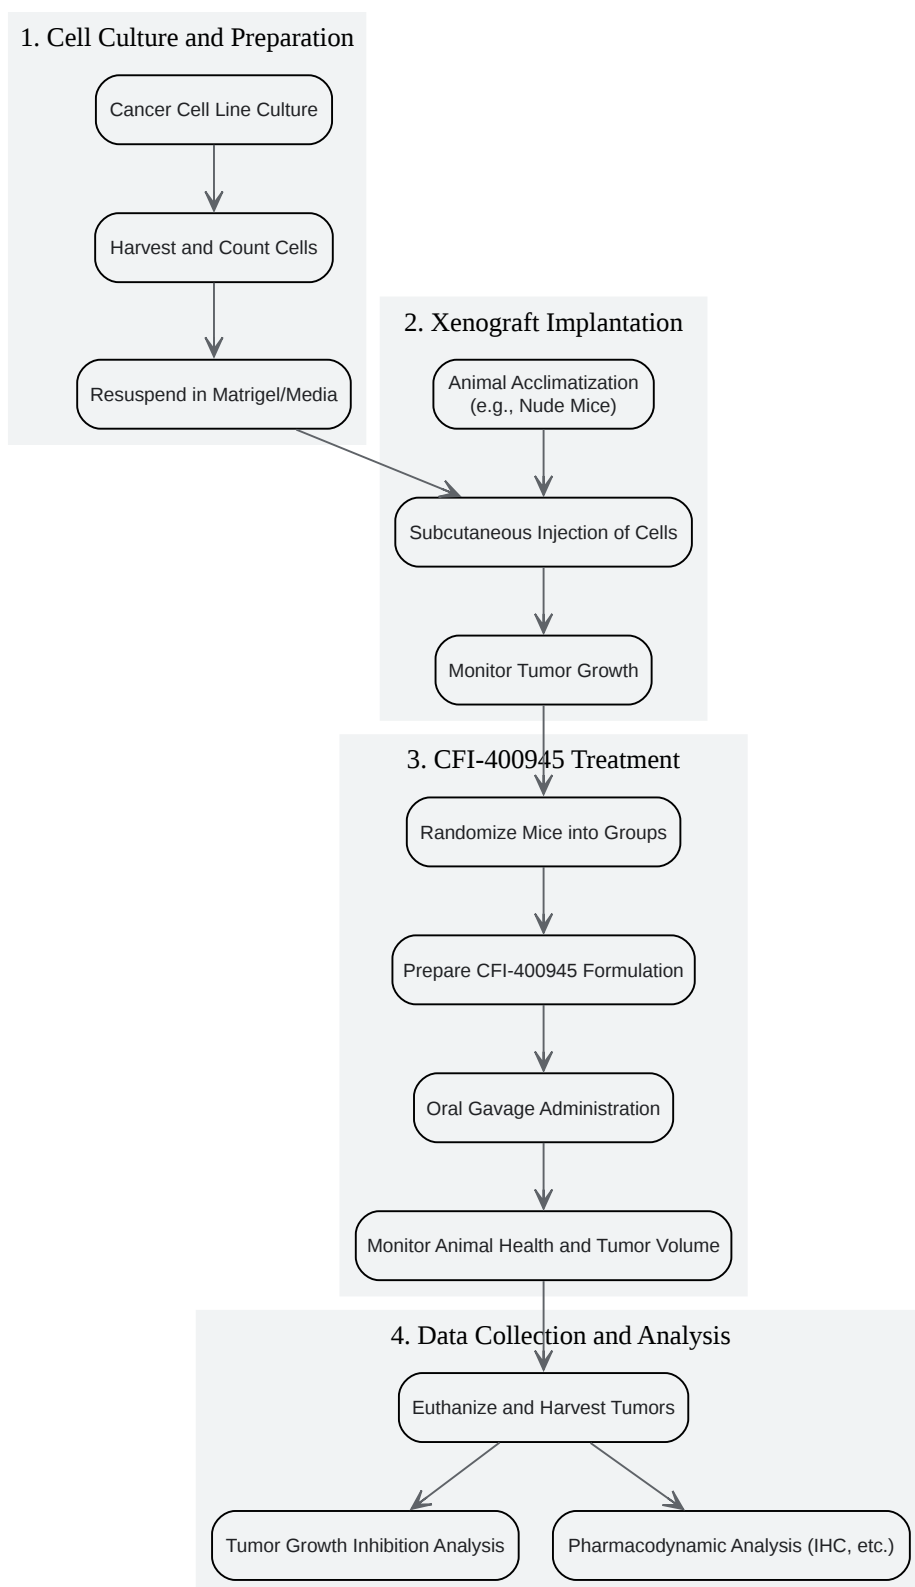 1. Cell Culture and Preparation
Cancer Cell Line Culture
Harvest and Count Cells
Resuspend in Matrigel/Media
2. Xenograft Implantation
Animal Acclimatization
(e.g., Nude Mice)
Subcutaneous Injection of Cells
Monitor Tumor Growth
3. CFI-400945 Treatment
Randomize Mice into Groups
Prepare CFI-400945 Formulation
Oral Gavage Administration
Monitor Animal Health and Tumor Volume
4. Data Collection and Analysis
Euthanize and Harvest Tumors
Tumor Growth Inhibition Analysis
Pharmacodynamic Analysis (IHC, etc.)